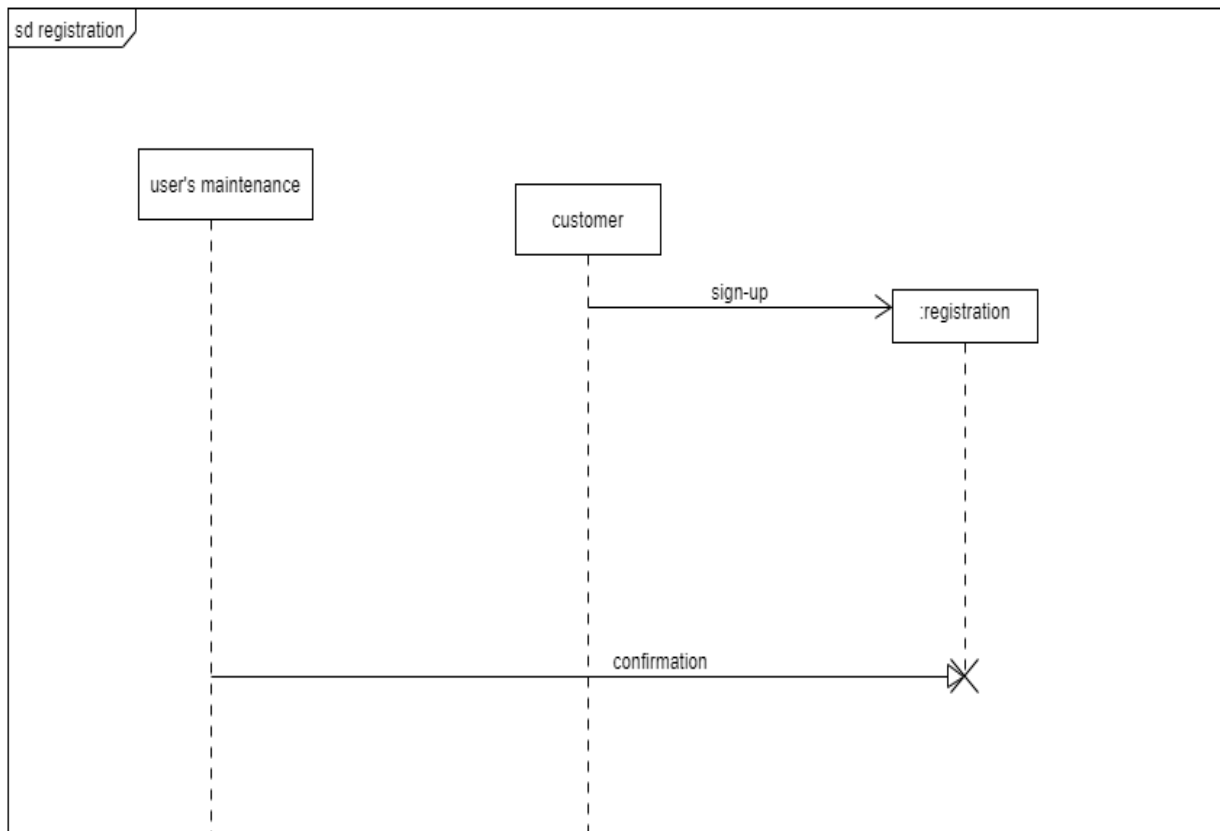 sd registration
user's maintenance
customer
sign-up
:registration
confirmation